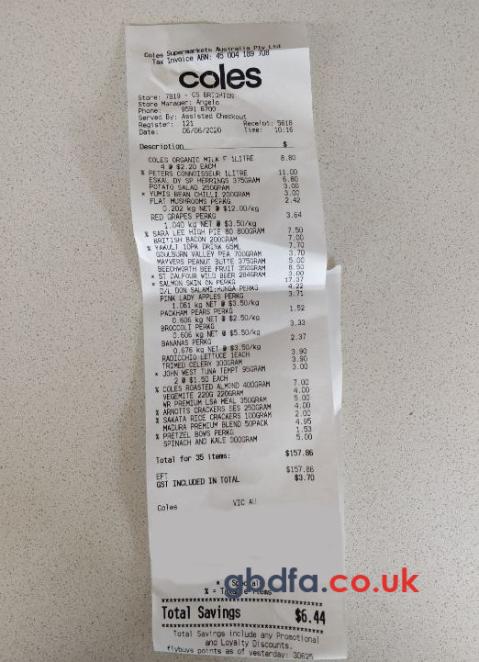 Coles Supermarkets Australia Pty Ltd
Tax Invoice ABN: 45 004 189 708
coles
Store: 7819 - CS BRIGHTON
Store Manager: Angelo
Phone: 8591 6700
Served By: Assisted Checkout
Register: 121 Receipt: 5618
Date: 06/06/2020 Time: 10:16
Description $
COLES ORGANIC MILK F 1LITRE 8.80
4 @ $2.20 EACH
% PETERS CONNOISSEUR 1LITRE 11.00
ESKAL DY SP HERRINGS 375GRAM 6.80
POTATO SALAD 250GRAM 3.00
* YUMIS BEAN CHILLI 200GRAM 3.00
FLAT MUSHROOMS PERKG 2.42
0.202 kg NET @ $12.00/kg
RED GRAPES PERKG 3.64
1.040 kg NET @ $3.50/kg
% SARA LEE HIGH PIE 800GRAM 7.50
BRITISH BACON 200GRAM 7.00
% YAKULT 10PK DRINK 65ML 7.70
GOULBURN VALLEY PEA 700GRAM 3.70
MAYVERS PEANUT BUTTE 375GRAM 5.00
BEECHWORTH BEE FRUIT 350GRAM 8.50
* ST DALFOUR WILD BEER 284GRAM 3.00
* SALMON SKIN ON PERKG 17.37
D/L DON SALAMI PERKG 4.22
PINK LADY APPLES PERKG 3.71
1.061 kg NET @ $3.50/kg
PACKHAM PEARS PERKG 1.52
0.606 kg NET @ $2.50/kg
BROCCOLI PERKG 3.33
0.606 kg NET @ $5.50/kg
BANANAS PERKG 2.37
0.676 kg NET @ $3.50/kg
RADICCHIO LETTUCE 1EACH 3.90
TRIMED CELERY 300GRAM 3.90
* JOHN WEST TUNA TEMPT 95GRAM 3.00
2 @ $1.50 EACH
% COLES ROASTED ALMOND 400GRAM 7.00
VEGEMITE 220G 220GRAM 4.00
WR PREMIUM LSA MEAL 350GRAM 5.00
% ARNOTTS CRACKERS SES 250GRAM 4.00
% SAKATA RICE CRACKERS 100GRAM 2.00
MADURA PREMIUM BLEND 50PACK 4.95
% PRETZEL BOWS PERKG 1.53
SPINACH AND KALE 300GRAM 5.00
Total for 35 items: $157.86
EFT $157.86
GST INCLUDED IN TOTAL $3.70
Coles VIC AU
* = Special
% = Taxable Items
gbdfa.co.uk
Total Savings $6.44
Total Savings include any Promotional
and Loyalty Discounts.
flybuys points as of yesterday: 30625